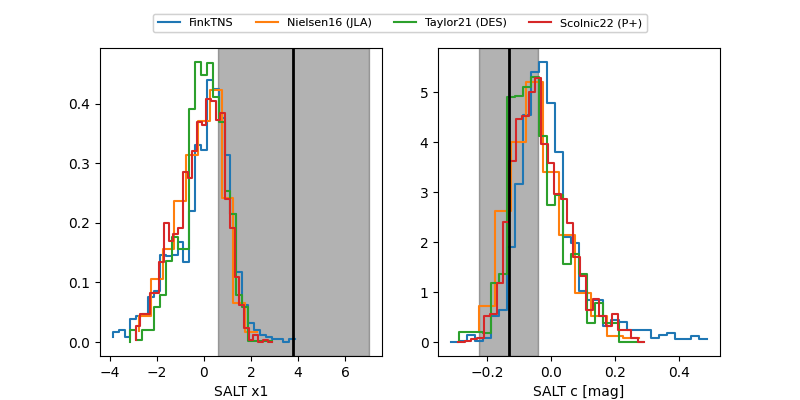 FinkTNS Nielsen16 (JLA) Taylor21 (DES) Scolnic22 (P+)
0.4
0.3
0.2
0.1
0.0
−4 −2 0 2 4 6
SALT x1
5
4
3
2
1
0
−0.2 0.0 0.2 0.4
SALT c [mag]